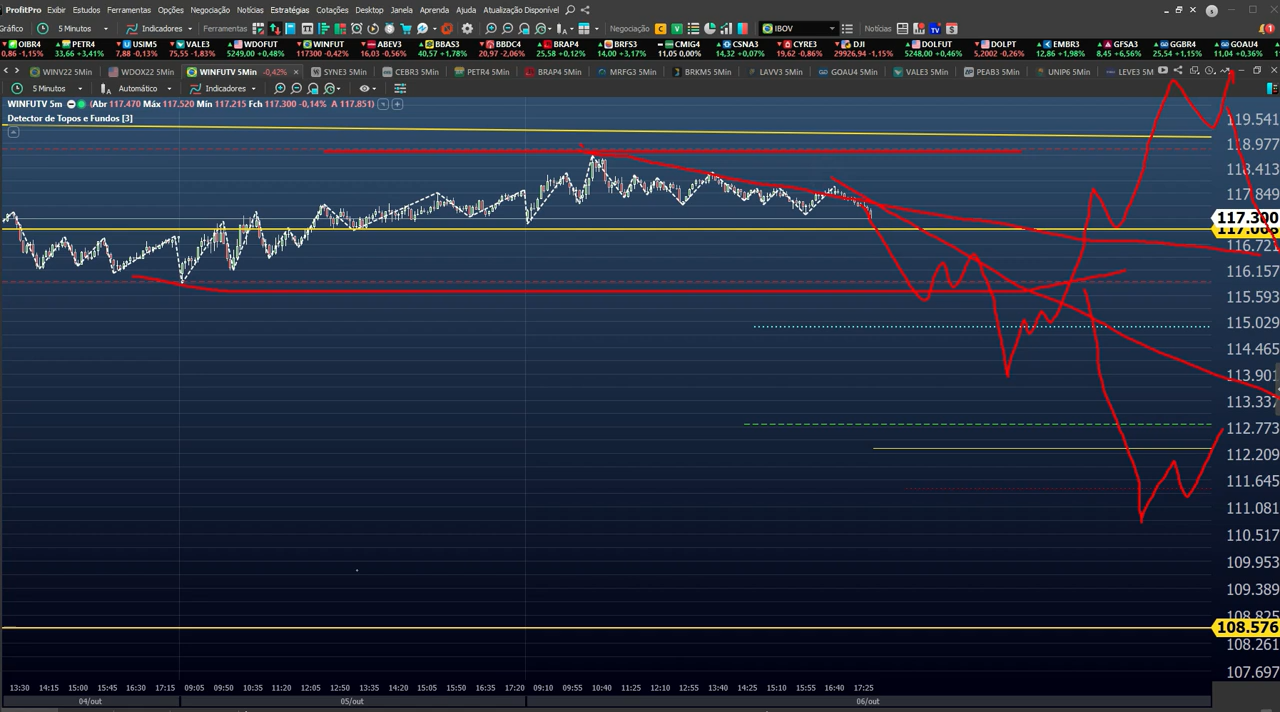 ProfitPro Exibir Estudos Ferramentas Opções Negociação Notícias Estratégias Cotações Desktop Janela Aprenda Ajuda Atualização Disponível
Gráfico 5 Minutos Indicadores Ferramentas Negociação C V IBOV Notícias
OIBR4 PETR4 USIM5 VALE3 WDOFUT WINFUT ABEV3 BBAS3 BBDC4 BRAP4 BRFS3 CMIG4 CSNA3 CYRE3 DJI DOLFUT DOLPT EMBR3 GFSA3 GGBR4 GOAU4
0,86 -1,15% 33,66 +3,41% 7,88 -0,13% 75,55 -1,83% 5249,00 +0,48% 117300 -0,42% 16,03 -0,56% 40,57 +1,78% 20,97 -2,06% 25,58 +0,12% 11,05 0,00% 14,32 +0,07% 19,62 -0,86% 29926,94 -1,15% 5248,00 +0,48% 5,2002 -0,26% 12,86 +1,98% 8,45 +6,56% 25,54 -1,12% 11,04 +0,36%
WINV22 5Min WDOX22 5Min WINFUTV 5Min -0,42% SYNE3 5Min CEBR3 5Min PETR4 5Min BRAP4 5Min MRFG3 5Min BRKM5 5Min LAVV3 5Min GOAU4 5Min VALE3 5Min PEAB3 5Min UNIP6 5Min LEVE3 5M
5 Minutos Automático Indicadores
WINFUTV 5m (Abr 117.470 Máx 117.520 Mín 117.215 Fch 117.300 -0,14% A 117.851)
Detector de Topos e Fundos [3]
119.541
118.977
118.413
117.849
117.300
116.721
116.157
115.593
115.029
114.465
113.901
113.337
112.773
112.209
111.645
111.081
110.517
109.953
109.389
108.825
108.576
108.261
107.697
13:30 14:15 15:00 15:45 16:30 17:15 09:05 09:50 10:35 11:20 12:05 12:50 13:35 14:20 15:05 15:50 16:35 17:20 09:10 09:55 10:40 11:25 12:10 12:55 13:40 14:25 15:10 15:55 16:40 17:25
04/out 05/out 06/out